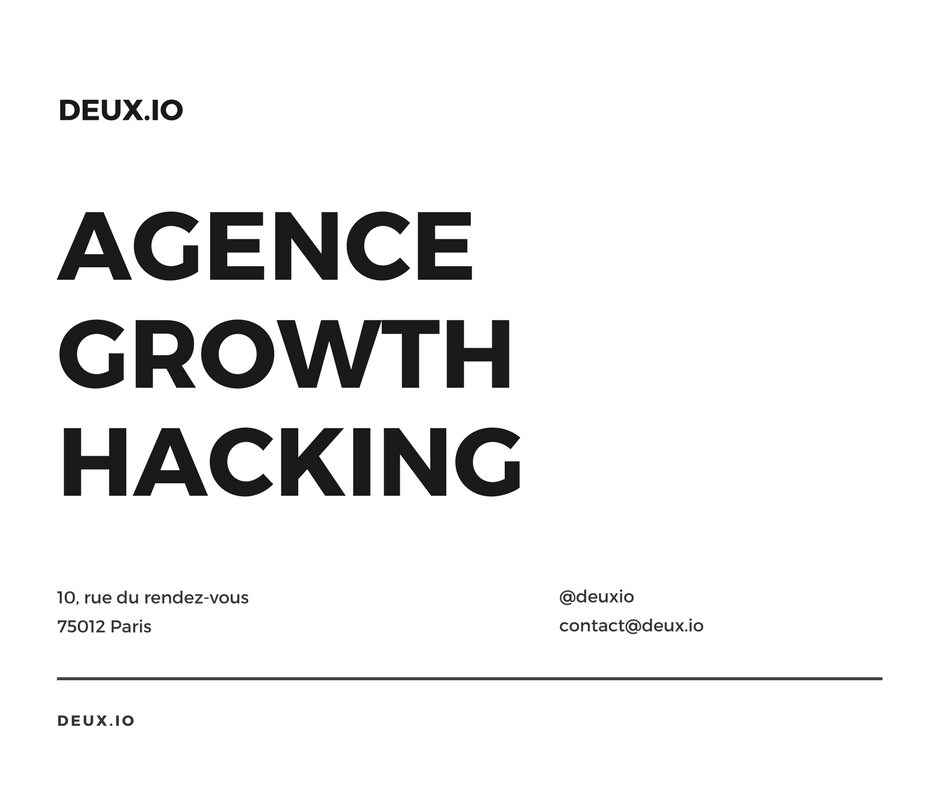 DEUX.IO
AGENCE
GROWTH
HACKING
10, rue du rendez-vous
75012 Paris
@deuxio
contact@deux.io
DEUX.IO